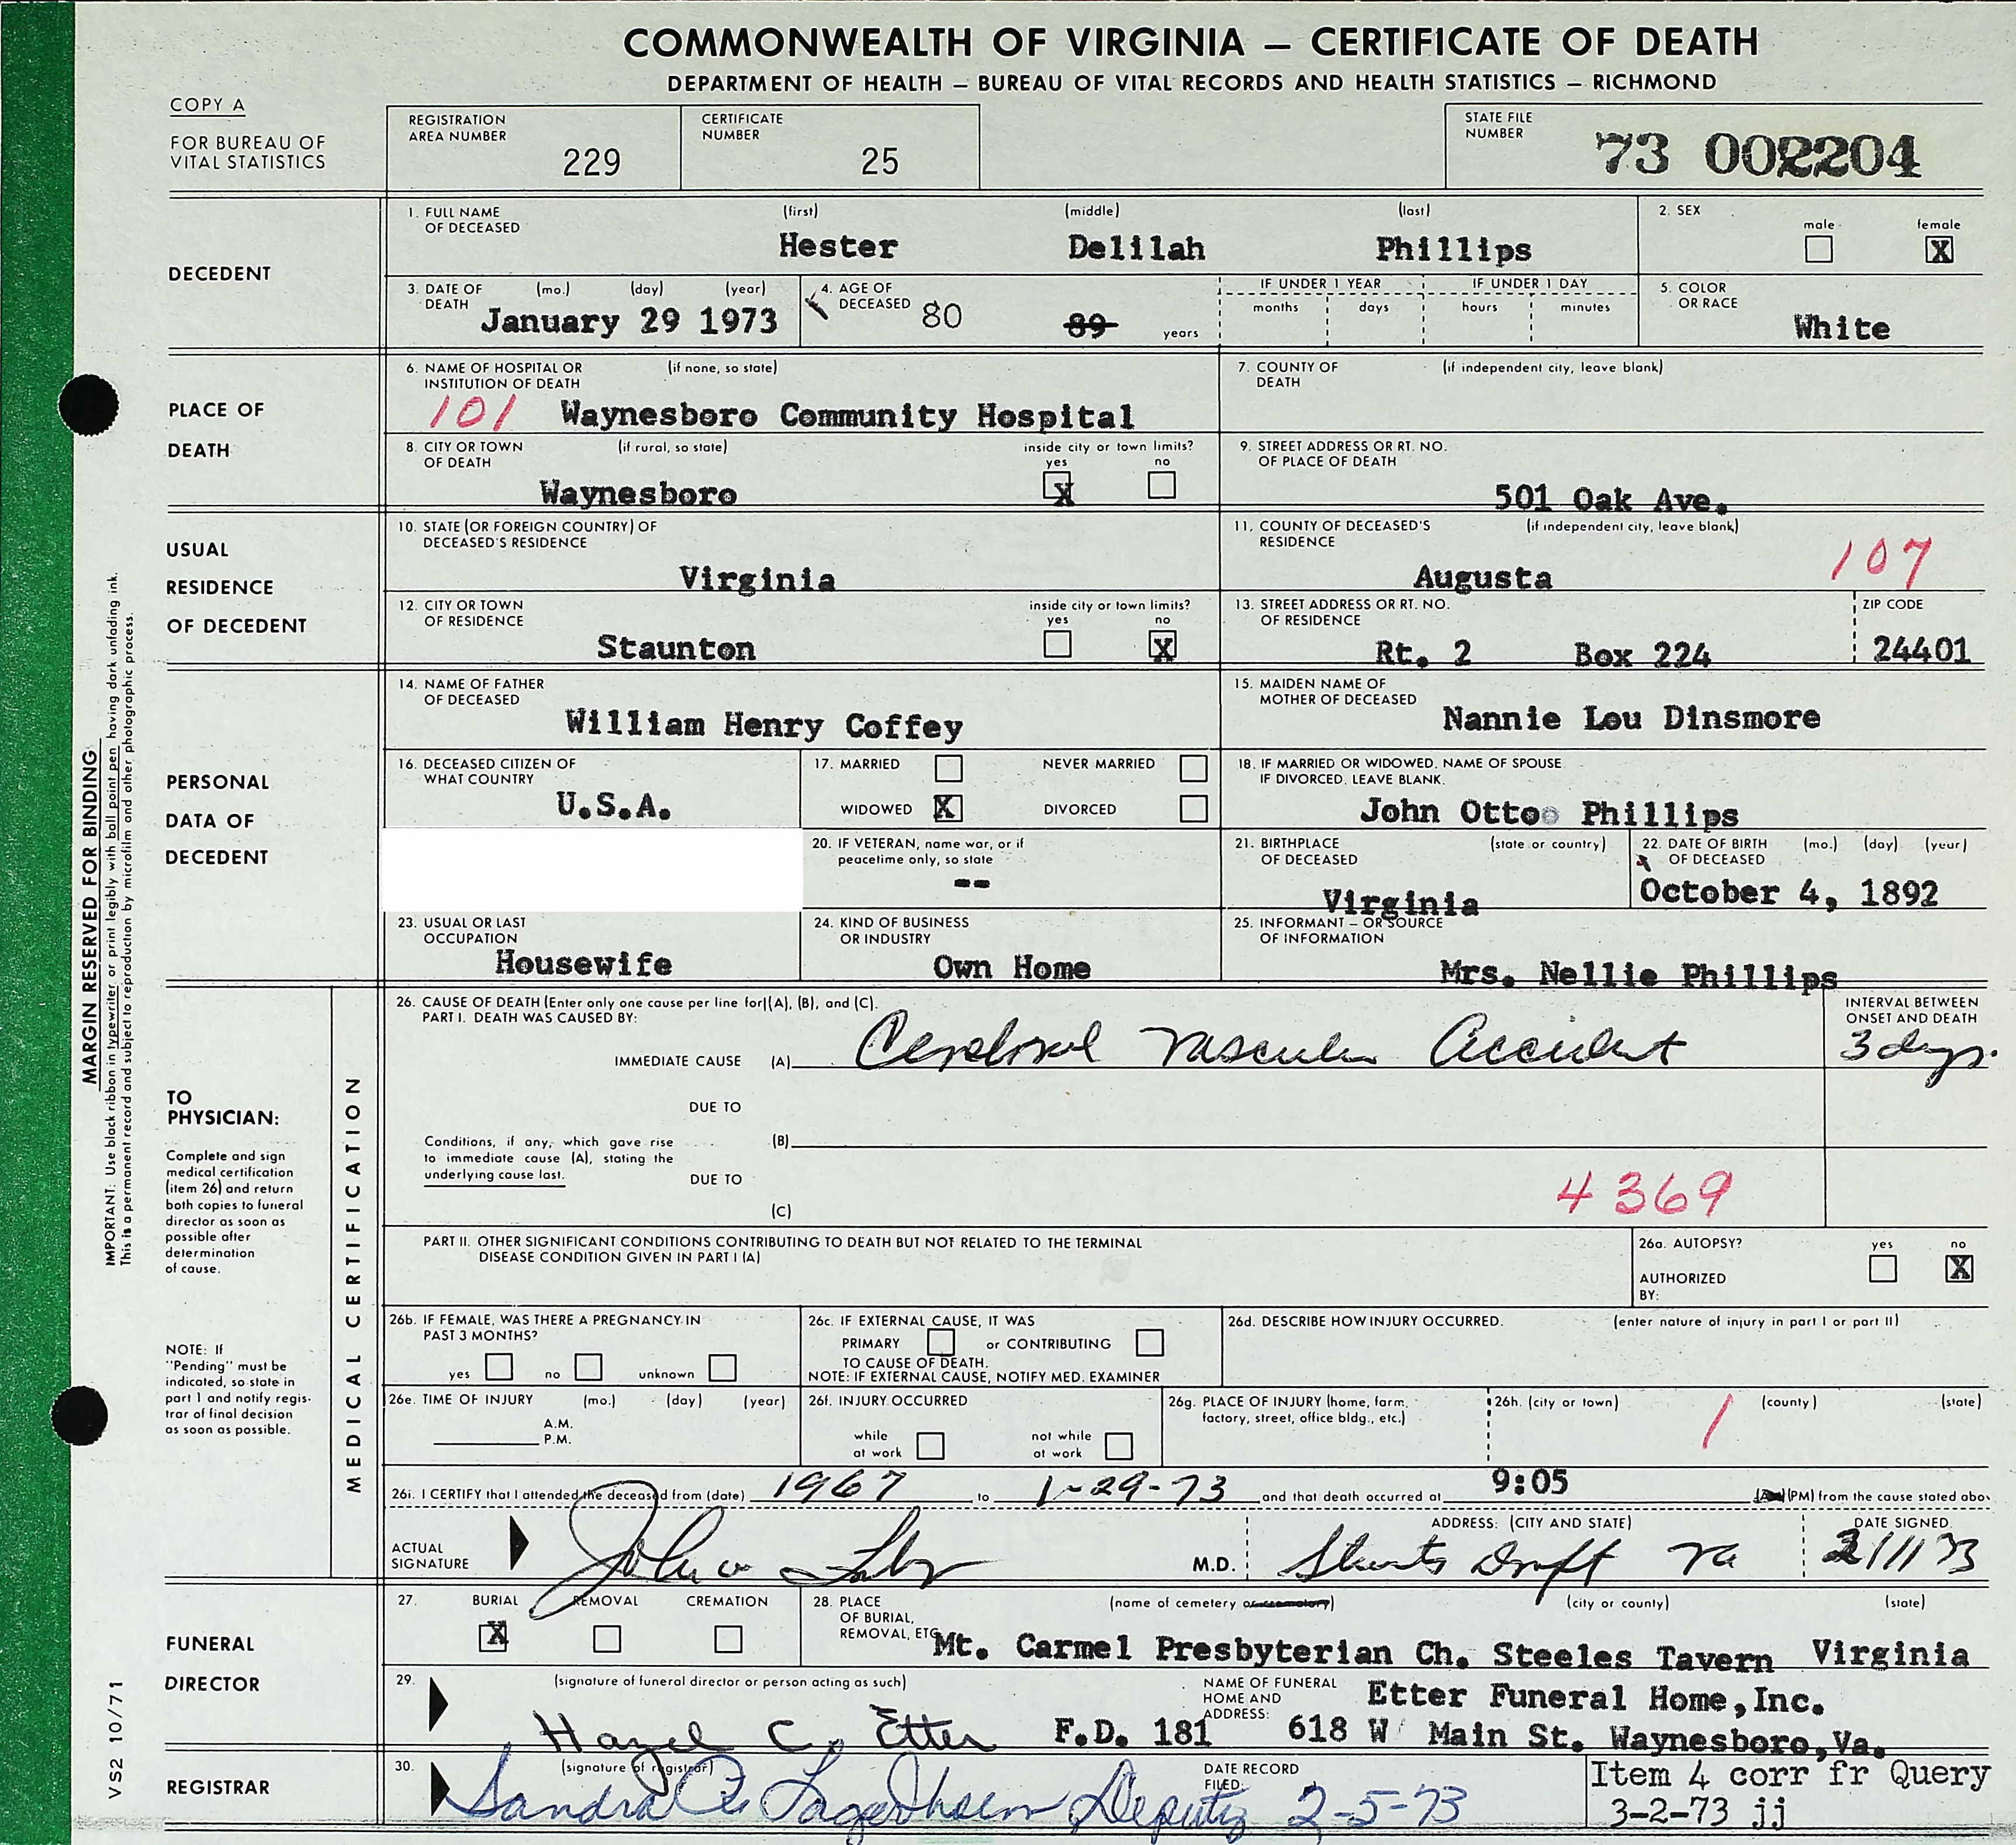 COMMONWEALTH OF VIRGINIA — CERTIFICATE OF DEATH
DEPARTMENT OF HEALTH — BUREAU OF VITAL RECORDS AND HEALTH STATISTICS — RICHMOND
COPY A
FOR BUREAU OF
VITAL STATISTICS
REGISTRATION
AREA NUMBER
229
CERTIFICATE
NUMBER
25
STATE FILE
NUMBER
73 002204
DECEDENT
1. FULL NAME
OF DECEASED
(first) (middle) (last)
Hester Delilah Phillips
2. SEX
male female
X
3. DATE OF
DEATH
(mo.) (day) (year)
January 29 1973
4. AGE OF
DECEASED
80 89 years
IF UNDER 1 YEAR IF UNDER 1 DAY
months days hours minutes
5. COLOR
OR RACE
White
PLACE OF
DEATH
6. NAME OF HOSPITAL OR (if none, so state)
INSTITUTION OF DEATH
101 Waynesboro Community Hospital
7. COUNTY OF (if independent city, leave blank)
DEATH
8. CITY OR TOWN (if rural, so state)
OF DEATH
Waynesboro
inside city or town limits?
yes no
X
9. STREET ADDRESS OR RT. NO.
OF PLACE OF DEATH
501 Oak Ave.
USUAL
RESIDENCE
OF DECEDENT
10. STATE (OR FOREIGN COUNTRY) OF
DECEASED'S RESIDENCE
Virginia
11. COUNTY OF DECEASED'S (if independent city, leave blank)
RESIDENCE
Augusta 107
12. CITY OR TOWN
OF RESIDENCE
Staunton
inside city or town limits?
yes no
X
13. STREET ADDRESS OR RT. NO.
OF RESIDENCE
Rt. 2 Box 224
ZIP CODE
24401
PERSONAL
DATA OF
DECEDENT
14. NAME OF FATHER
OF DECEASED
William Henry Coffey
15. MAIDEN NAME OF
MOTHER OF DECEASED
Nannie Lou Dinsmore
16. DECEASED CITIZEN OF
WHAT COUNTRY
U.S.A.
17. MARRIED NEVER MARRIED
WIDOWED X DIVORCED
18. IF MARRIED OR WIDOWED, NAME OF SPOUSE
IF DIVORCED, LEAVE BLANK.
John Otto Phillips
20. IF VETERAN, name war, or if
peacetime only, so state
--
21. BIRTHPLACE (state or country)
OF DECEASED
Virginia
22. DATE OF BIRTH (mo.) (day) (year)
OF DECEASED
October 4, 1892
23. USUAL OR LAST
OCCUPATION
Housewife
24. KIND OF BUSINESS
OR INDUSTRY
Own Home
25. INFORMANT — OR SOURCE
OF INFORMATION
Mrs. Nellie Phillips
MARGIN RESERVED FOR BINDING
IMPORTANT: Use black ribbon in typewriter or print legibly with ball point pen having dark unfading ink.
This is a permanent record and subject to reproduction by microfilm and other photographic process.
TO
PHYSICIAN:
Complete and sign
medical certification
(item 26) and return
both copies to funeral
director as soon as
possible after
determination
of cause.
NOTE: If
"Pending" must be
indicated, so state in
part 1 and notify regis-
trar of final decision
as soon as possible.
MEDICAL CERTIFICATION
26. CAUSE OF DEATH (Enter only one cause per line for (A), (B), and (C).
PART I. DEATH WAS CAUSED BY:
INTERVAL BETWEEN
ONSET AND DEATH
IMMEDIATE CAUSE (A) Cerebral Vascular Accident 3 days.
DUE TO
Conditions, if any, which gave rise (B)
to immediate cause (A), stating the
underlying cause last. DUE TO
(C)
4369
PART II. OTHER SIGNIFICANT CONDITIONS CONTRIBUTING TO DEATH BUT NOT RELATED TO THE TERMINAL
DISEASE CONDITION GIVEN IN PART I (A)
26a. AUTOPSY? yes no
X
AUTHORIZED
BY:
26b. IF FEMALE, WAS THERE A PREGNANCY IN
PAST 3 MONTHS?
yes no unknown
26c. IF EXTERNAL CAUSE, IT WAS
PRIMARY or CONTRIBUTING
TO CAUSE OF DEATH.
NOTE: IF EXTERNAL CAUSE, NOTIFY MED. EXAMINER
26d. DESCRIBE HOW INJURY OCCURRED. (enter nature of injury in part I or part II)
26e. TIME OF INJURY (mo.) (day) (year)
A.M.
P.M.
26f. INJURY OCCURRED
while not while
at work at work
26g. PLACE OF INJURY (home, farm,
factory, street, office bldg., etc.)
26h. (city or town) (county) (state)
1
26i. I CERTIFY that I attended the deceased from (date) 1967 to 1-29-73 and that death occurred at 9:05 (PM) from the cause stated abov
ACTUAL
SIGNATURE
M.D.
ADDRESS: (CITY AND STATE)
Stuarts Draft Va
DATE SIGNED
2/1/73
FUNERAL
DIRECTOR
27. BURIAL REMOVAL CREMATION
X
28. PLACE
OF BURIAL,
REMOVAL, ETC.
(name of cemetery or crematory) (city or county) (state)
Mt. Carmel Presbyterian Ch. Steeles Tavern Virginia
29. (signature of funeral director or person acting as such)
Hazel C. Etter F.D. 181
NAME OF FUNERAL
HOME AND
ADDRESS:
Etter Funeral Home,Inc.
618 W Main St. Waynesboro,Va.
REGISTRAR
30. (signature of registrar)
Sandra Deputy
DATE RECORD
FILED:
2-5-73
Item 4 corr fr Query
3-2-73 jj
VS2 10/71